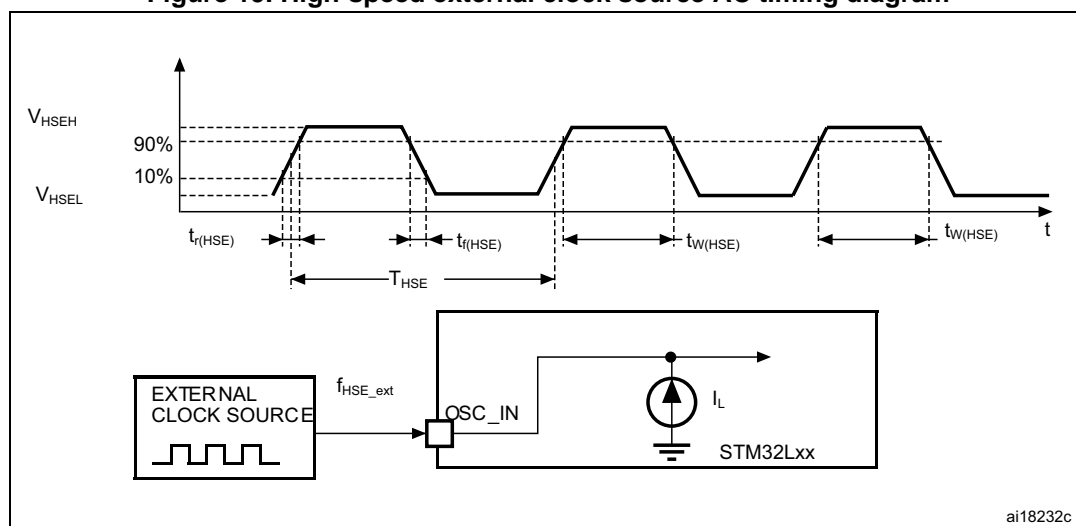 Figure 15. High-speed external clock source AC timing diagram
VHSEH
90%
10%
VHSEL
tr(HSE)
tf(HSE)
tW(HSE)
tW(HSE)
t
THSE
EXTERNAL
CLOCK SOURCE
fHSE_ext
OSC_IN
IL
STM32Lxx
ai18232c